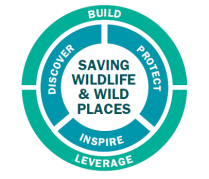 BUILD
DISCOVER
PROTECT
SAVING
WILDLIFE
& WILD
PLACES
INSPIRE
LEVERAGE